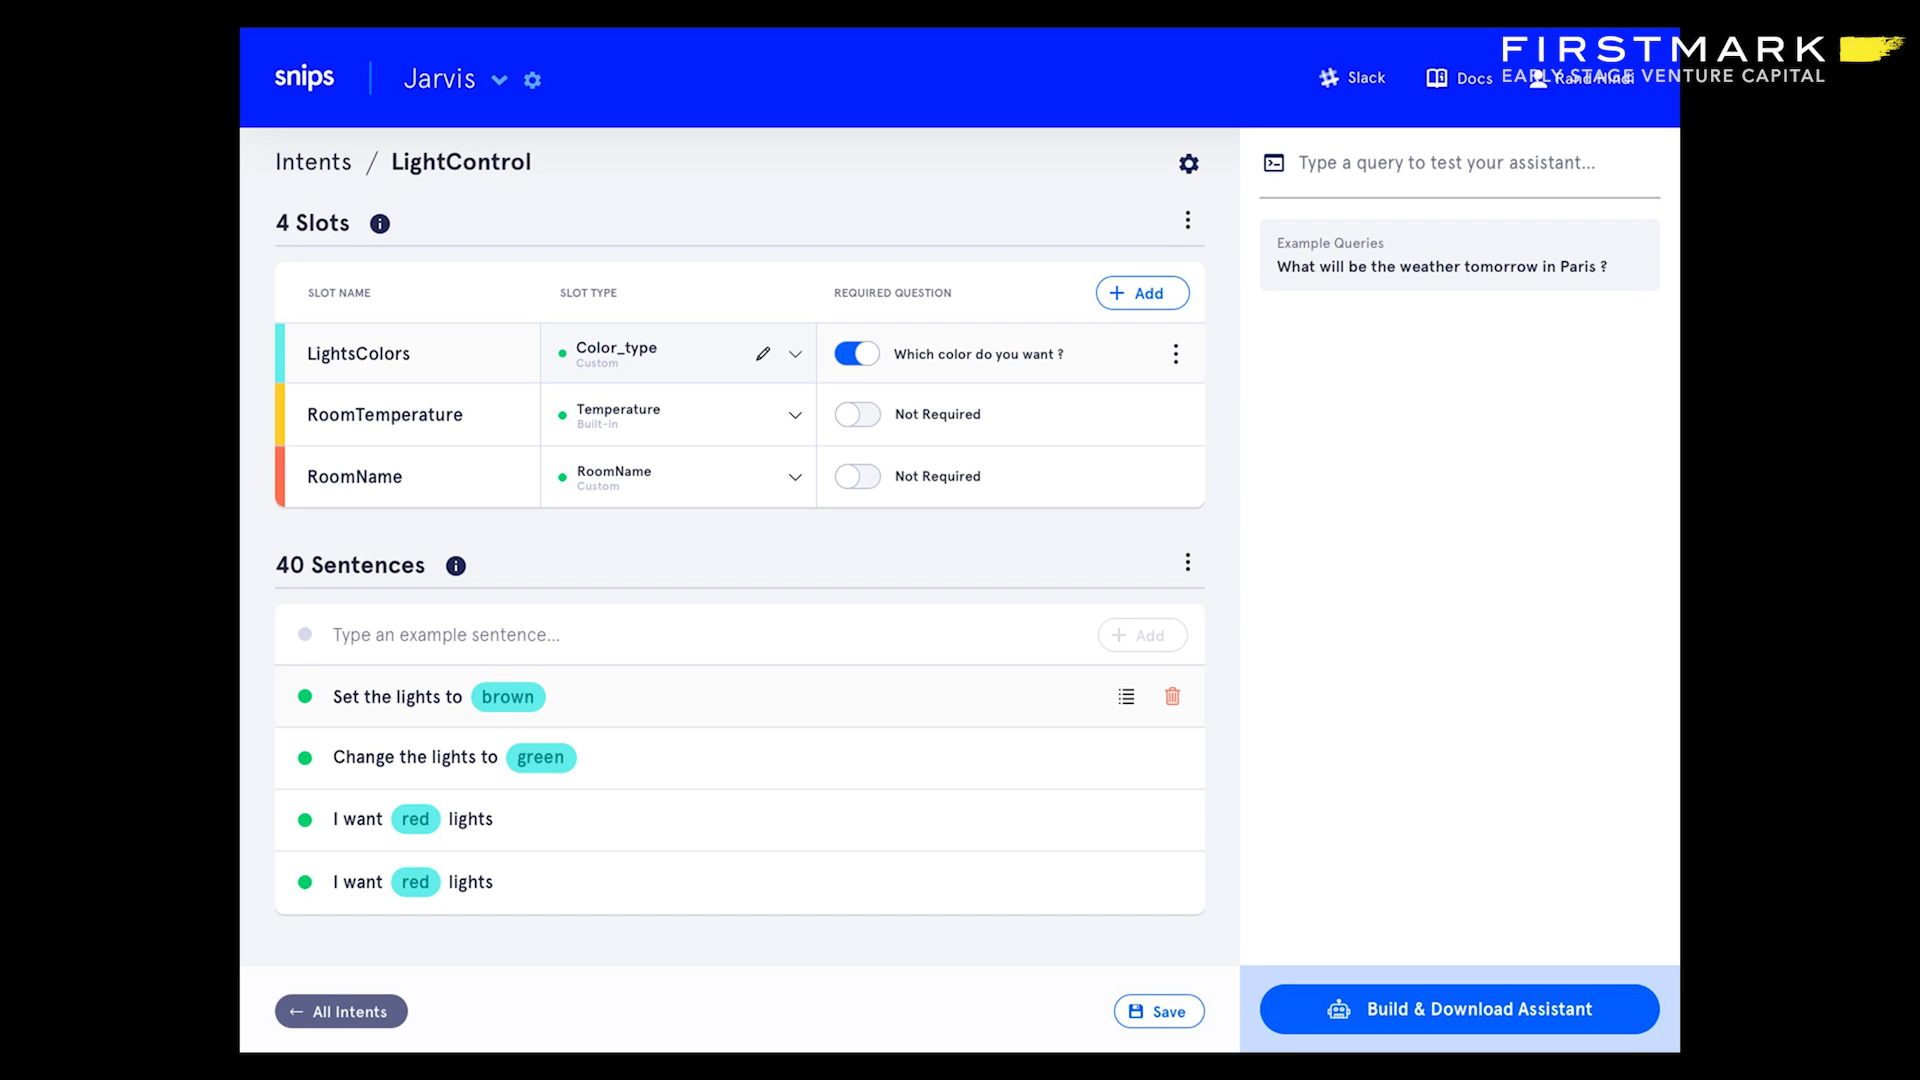 FIRSTMARK
EARLY STAGE VENTURE CAPITAL
snips
Jarvis
Slack
Docs
Rand Hindi
Intents / LightControl
4 Slots
SLOT NAME
SLOT TYPE
REQUIRED QUESTION
+ Add
LightsColors
Color_type
Custom
Which color do you want ?
RoomTemperature
Temperature
Built-in
Not Required
RoomName
RoomName
Custom
Not Required
40 Sentences
Type an example sentence...
+ Add
Set the lights to brown
Change the lights to green
I want red lights
I want red lights
← All Intents
Save
Type a query to test your assistant...
Example Queries
What will be the weather tomorrow in Paris ?
Build & Download Assistant